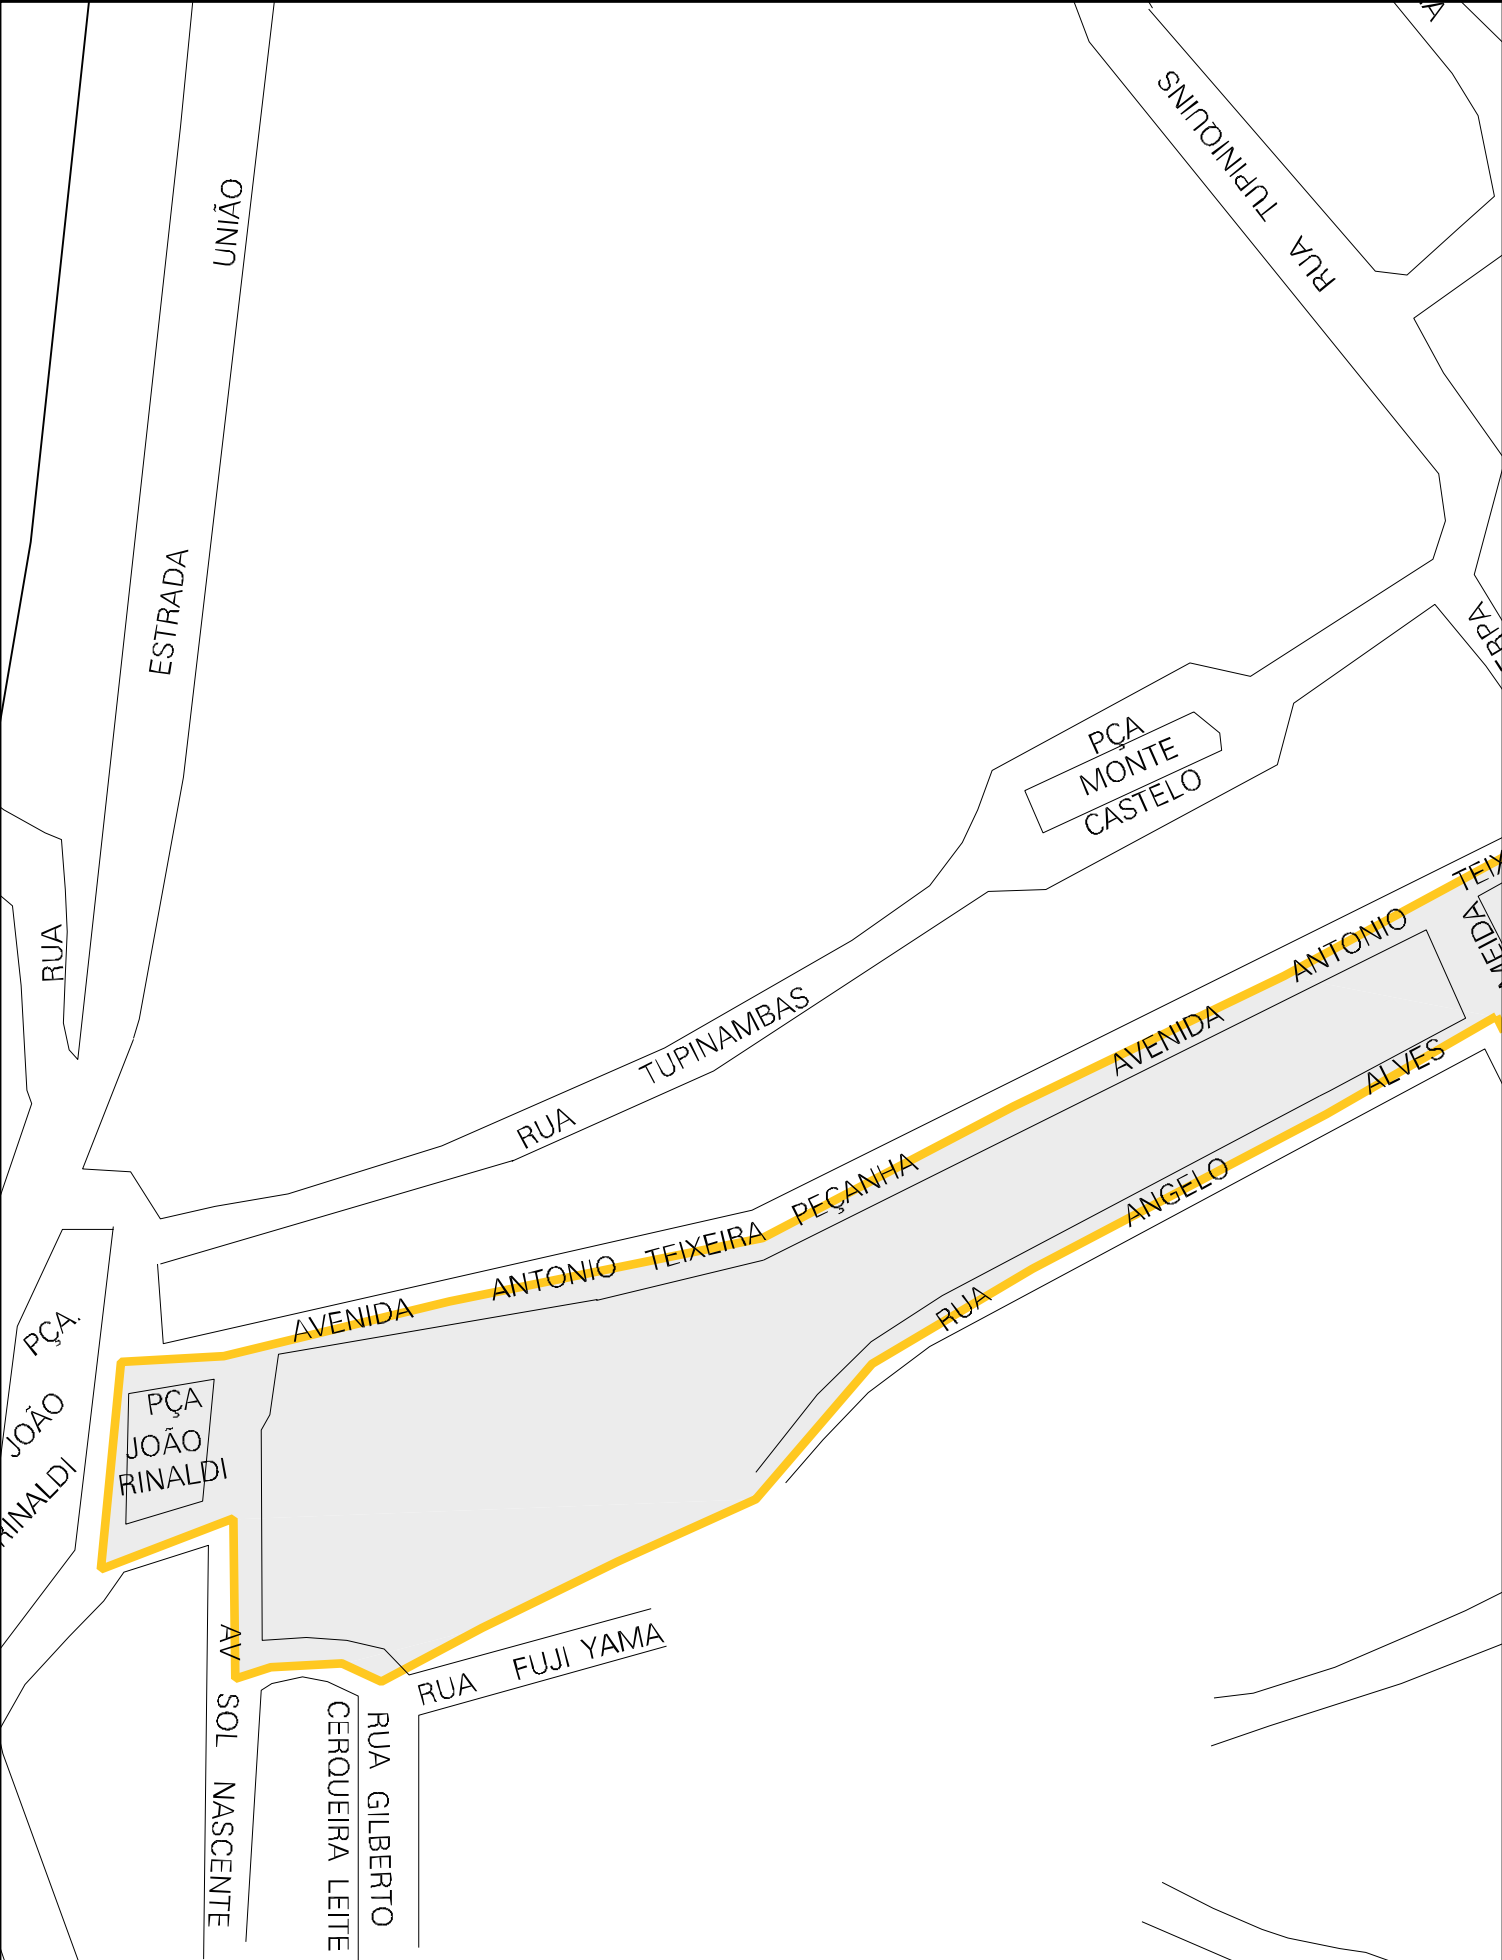 RUA TUPINIQUINS
ESTRADA UNIÃO
PÇA
MONTE
CASTELO
RUA
RUA TUPINAMBAS
AVENIDA ANTONIO TEIXEIRA PEÇANHA
AVENIDA ANTONIO
RUA ANGELO ALVES
PÇA.
JOÃO
RINALDI
PÇA
JOÃO
RINALDI
AV SOL NASCENTE
RUA FUJI YAMA
RUA GILBERTO
CERQUEIRA LEITE